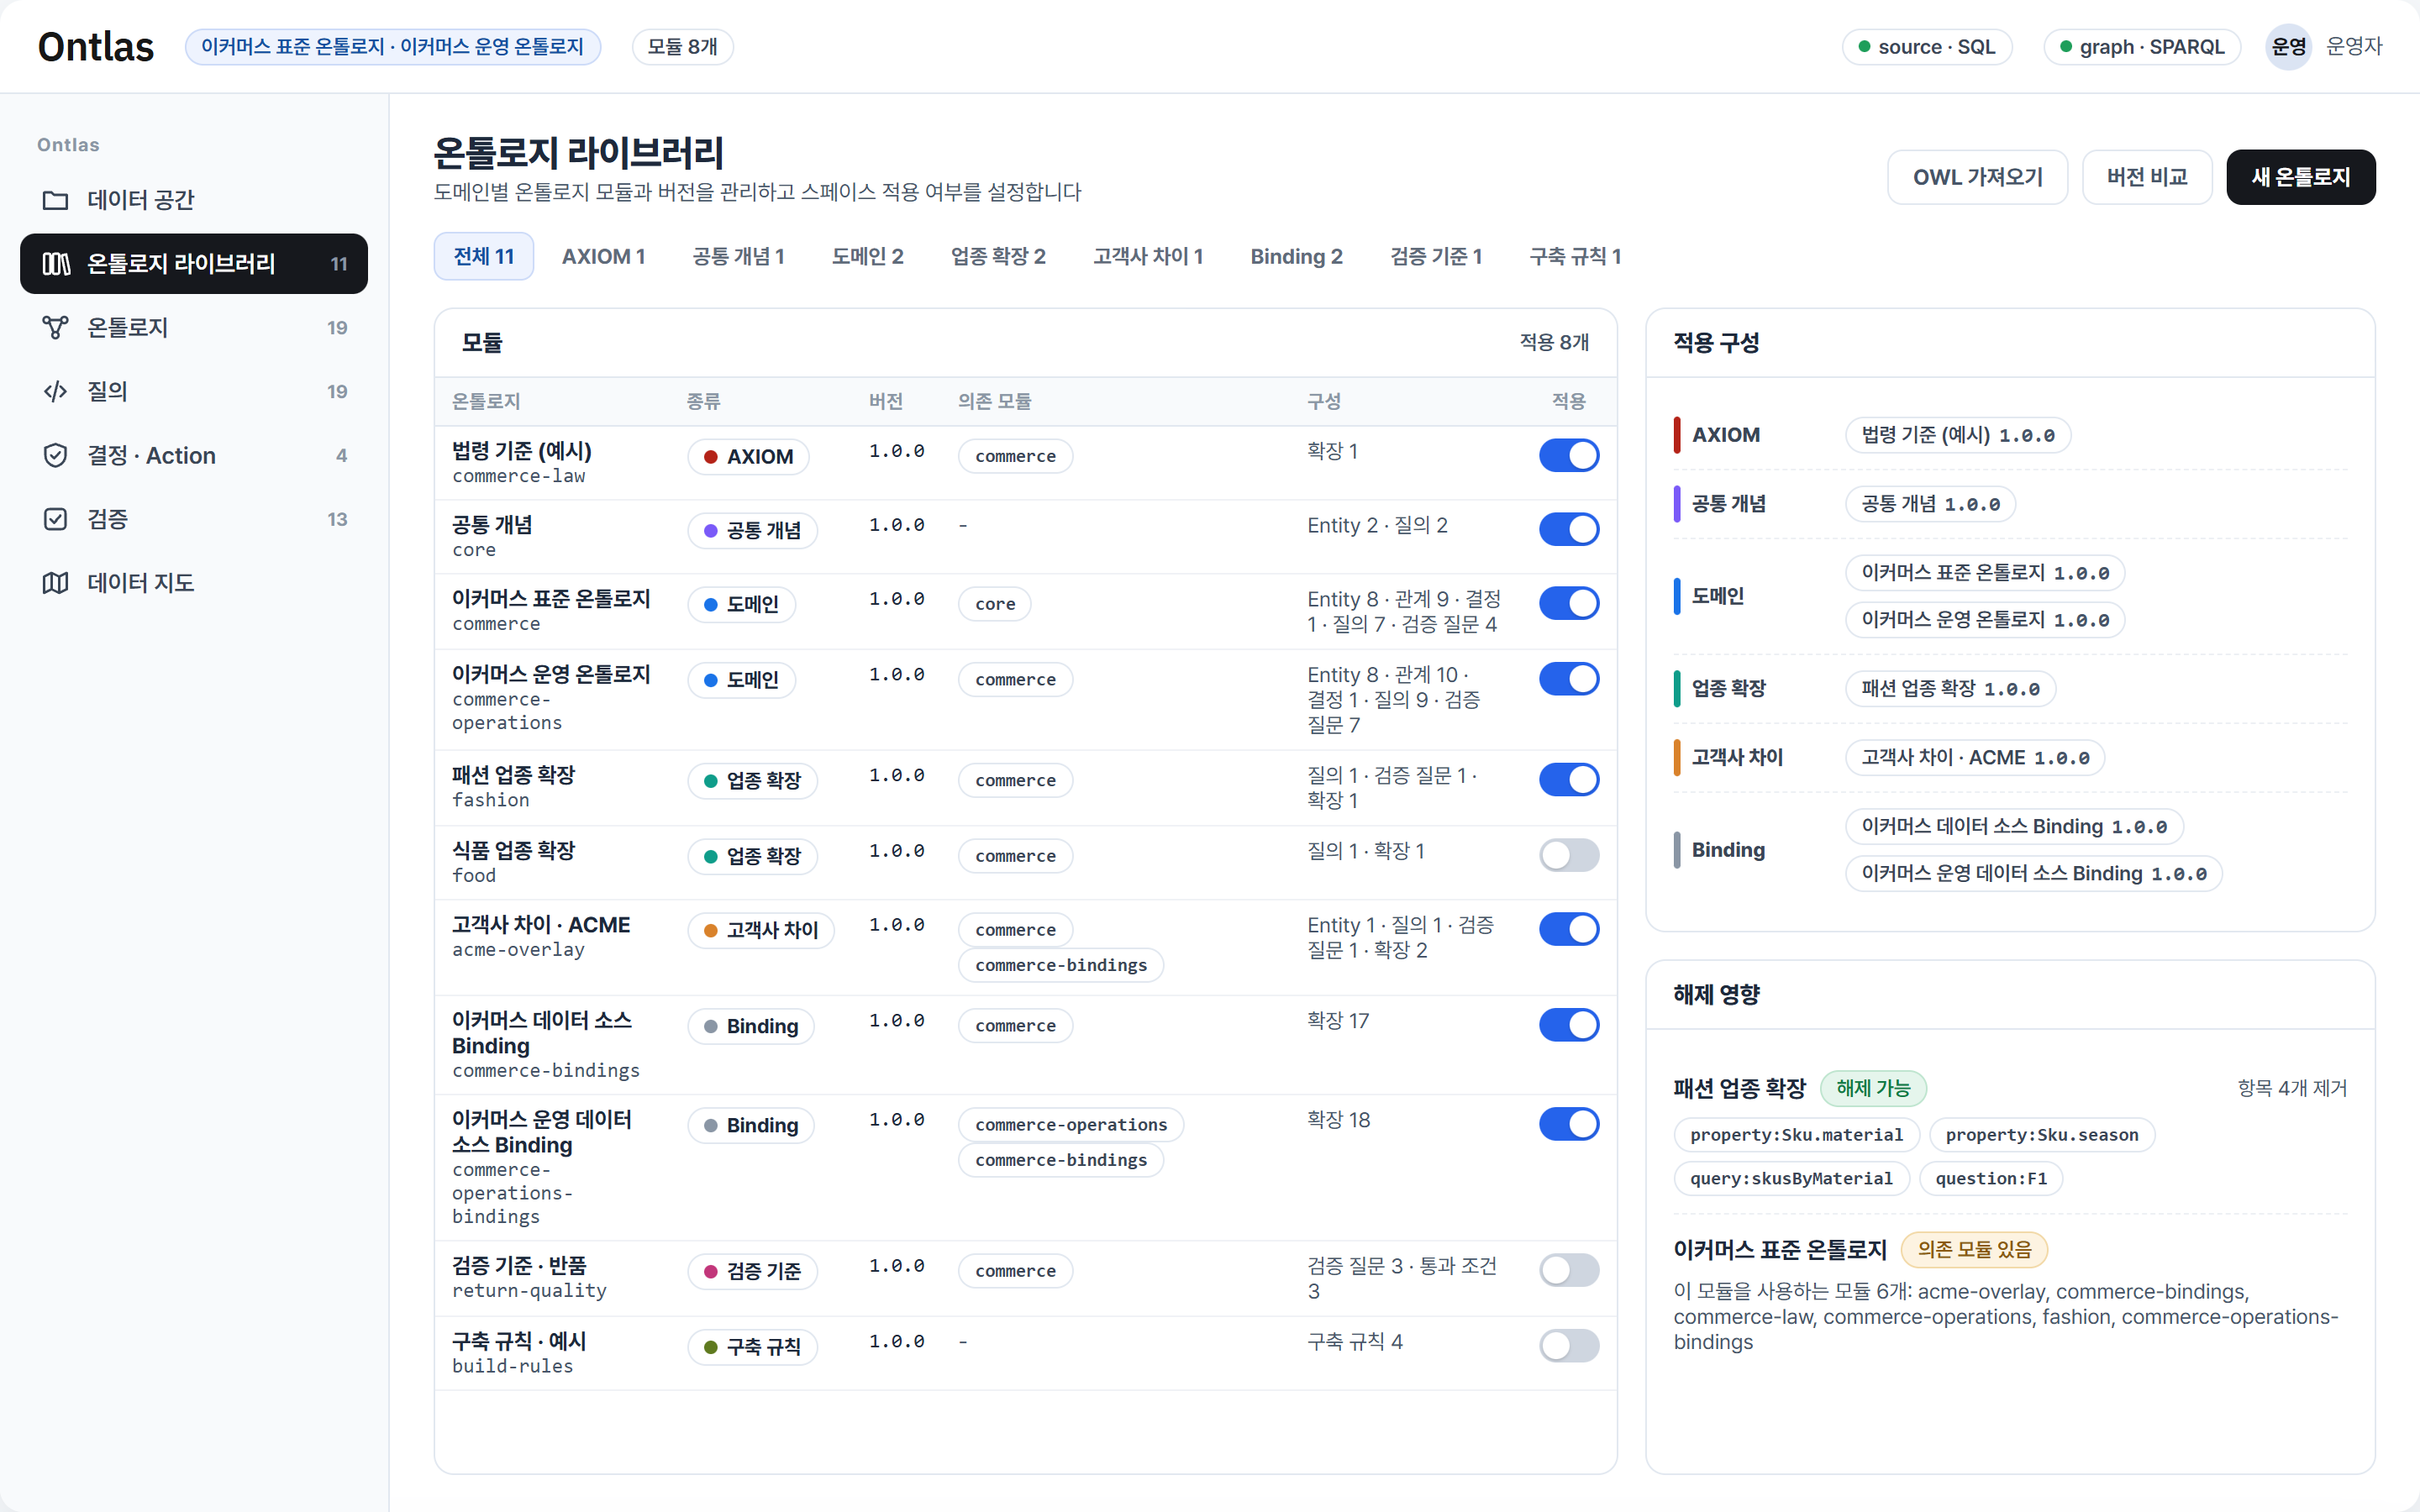 Ontlas
이커머스 표준 온톨로지 · 이커머스 운영 온톨로지
모듈 8개
source · SQL
graph · SPARQL
운영
운영자
Ontlas
데이터 공간
온톨로지 라이브러리 11
온톨로지 19
질의 19
결정 · Action 4
검증 13
데이터 지도
온톨로지 라이브러리
도메인별 온톨로지 모듈과 버전을 관리하고 스페이스 적용 여부를 설정합니다
OWL 가져오기
버전 비교
새 온톨로지
전체 11
AXIOM 1
공통 개념 1
도메인 2
업종 확장 2
고객사 차이 1
Binding 2
검증 기준 1
구축 규칙 1
모듈
적용 8개
온톨로지 종류 버전 의존 모듈 구성 적용
법령 기준 (예시) AXIOM 1.0.0 commerce 확장 1
commerce-law
공통 개념 공통 개념 1.0.0 - Entity 2 · 질의 2
core
이커머스 표준 온톨로지 도메인 1.0.0 core Entity 8 · 관계 9 · 결정
commerce 1 · 질의 7 · 검증 질문 4
이커머스 운영 온톨로지 도메인 1.0.0 commerce Entity 8 · 관계 10 ·
commerce- 결정 1 · 질의 9 · 검증
operations 질문 7
패션 업종 확장 업종 확장 1.0.0 commerce 질의 1 · 검증 질문 1 ·
fashion 확장 1
식품 업종 확장 업종 확장 1.0.0 commerce 질의 1 · 확장 1
food
고객사 차이 · ACME 고객사 차이 1.0.0 commerce Entity 1 · 질의 1 · 검증
acme-overlay commerce-bindings 질문 1 · 확장 2
이커머스 데이터 소스 Binding 1.0.0 commerce 확장 17
Binding
commerce-bindings
이커머스 운영 데이터 Binding 1.0.0 commerce-operations 확장 18
소스 Binding commerce-bindings
commerce-
operations-
bindings
검증 기준 · 반품 검증 기준 1.0.0 commerce 검증 질문 3 · 통과 조건
return-quality 3
구축 규칙 · 예시 구축 규칙 1.0.0 - 구축 규칙 4
build-rules
적용 구성
AXIOM 법령 기준 (예시) 1.0.0
공통 개념 공통 개념 1.0.0
도메인 이커머스 표준 온톨로지 1.0.0
이커머스 운영 온톨로지 1.0.0
업종 확장 패션 업종 확장 1.0.0
고객사 차이 고객사 차이 · ACME 1.0.0
Binding 이커머스 데이터 소스 Binding 1.0.0
이커머스 운영 데이터 소스 Binding 1.0.0
해제 영향
패션 업종 확장 해제 가능 항목 4개 제거
property:Sku.material property:Sku.season
query:skusByMaterial question:F1
이커머스 표준 온톨로지 의존 모듈 있음
이 모듈을 사용하는 모듈 6개: acme-overlay, commerce-bindings,
commerce-law, commerce-operations, fashion, commerce-operations-
bindings